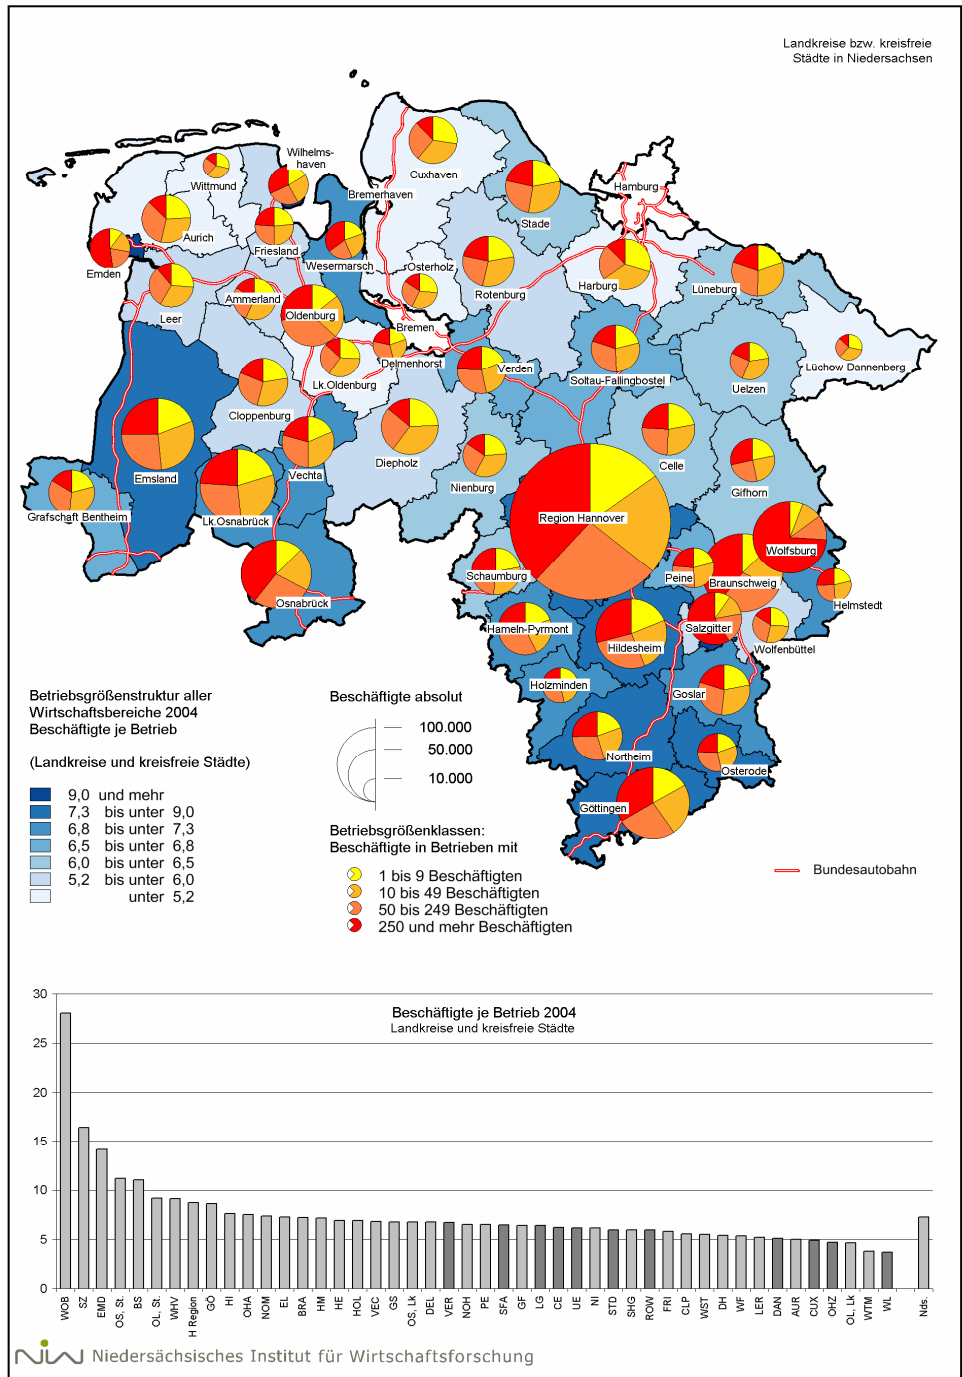 Landkreise bzw. kreisfreie
Städte in Niedersachsen
Cuxhaven
Wilhelms-
haven
Wittmund
Bremerhaven
Hamburg
Stade
Aurich
Friesland
Wesermarsch
Emden
Osterholz
Rotenburg
Harburg
Lüneburg
Leer
Ammerland
Oldenburg
Bremen
Delmenhorst
Verden
Soltau-Fallingbostel
Uelzen
Lüchow Dannenberg
Lk.Oldenburg
Cloppenburg
Diepholz
Vechta
Emsland
Nienburg
Celle
Gifhorn
Grafschaft Bentheim
Lk.Osnabrück
Region Hannover
Wolfsburg
Schaumburg
Peine
Braunschweig
Osnabrück
Helmstedt
Hameln-Pyrmont
Hildesheim
Salzgitter
Wolfenbüttel
Holzminden
Goslar
Northeim
Osterode
Göttingen
Betriebsgrößenstruktur aller
Wirtschaftsbereiche 2004
Beschäftigte je Betrieb
(Landkreise und kreisfreie Städte)
9,0 und mehr
7,3 bis unter 9,0
6,8 bis unter 7,3
6,5 bis unter 6,8
6,0 bis unter 6,5
5,2 bis unter 6,0
unter 5,2
Beschäftigte absolut
100.000
50.000
10.000
Betriebsgrößenklassen:
Beschäftigte in Betrieben mit
1 bis 9 Beschäftigten
10 bis 49 Beschäftigten
50 bis 249 Beschäftigten
250 und mehr Beschäftigten
Bundesautobahn
Beschäftigte je Betrieb 2004
Landkreise und kreisfreie Städte
30
25
20
15
10
5
0
WOB
SZ
EMD
OS, St.
BS
OL, St.
WHV
H Region
GÖ
HI
OHA
NOM
EL
BRA
HM
HE
HOL
VEC
GS
OS, Lk
DEL
VER
NOH
PE
SFA
GF
LG
CE
UE
NI
STD
SHG
ROW
FRI
CLP
WST
DH
WF
LER
DAN
AUR
CUX
OHZ
OL, Lk
WTM
WL
Nds.
NIW Niedersächsisches Institut für Wirtschaftsforschung